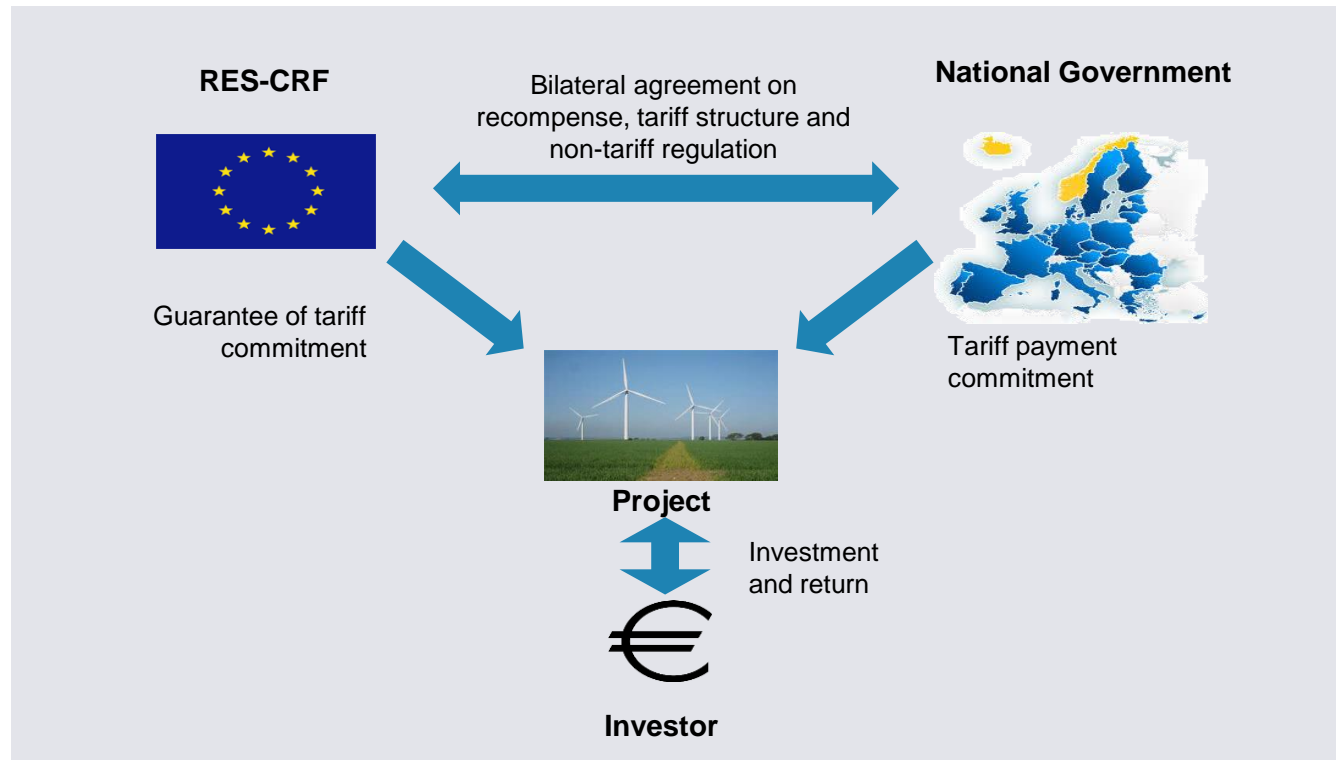 RES-CRF
National Government
Bilateral agreement on
recompense, tariff structure and
non-tariff regulation
Guarantee of tariff
commitment
Tariff payment
commitment
Project
Investment
and return
€
Investor